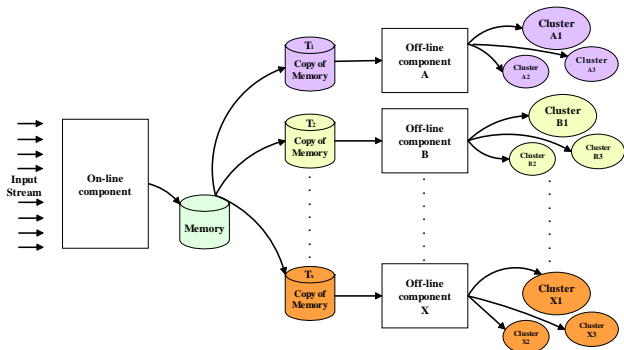 Input
Stream
On-line
component
Memory
T1
Copy of
Memory
Off-line
component
A
Cluster
A1
Cluster
A2
Cluster
A3
T2
Copy of
Memory
Off-line
component
B
Cluster
B1
Cluster
B2
Cluster
B3
Tx
Copy of
Memory
Off-line
component
X
Cluster
X1
Cluster
X2
Cluster
X3